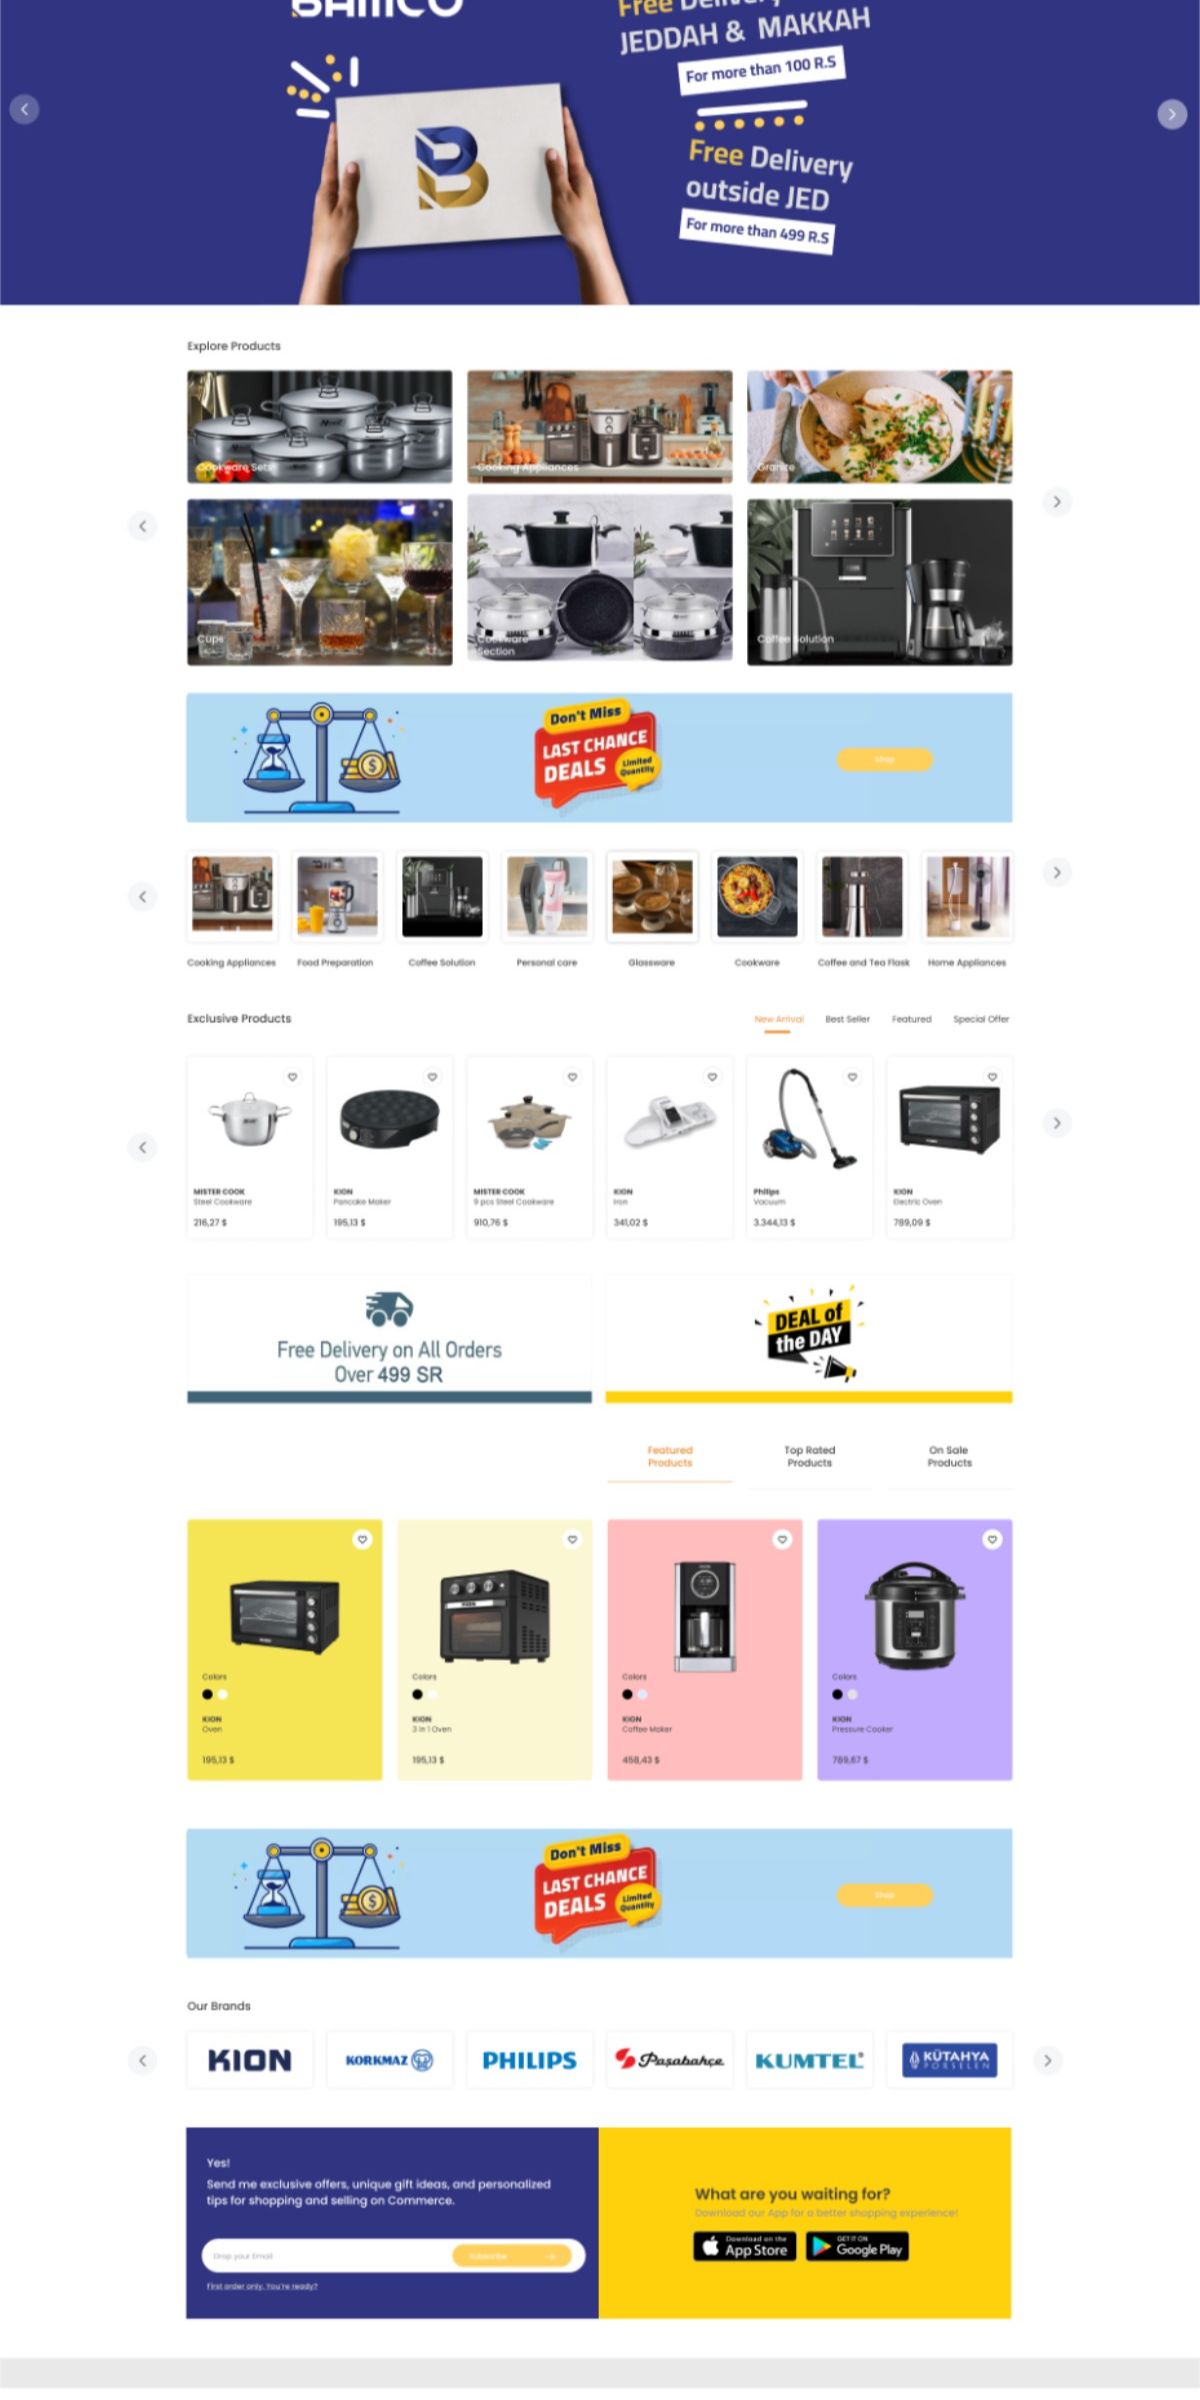 BAMCO
Free Delivery
JEDDAH & MAKKAH
For more than 100 R.S
Free Delivery
outside JED
For more than 499 R.S
Explore Products
Cookware Sets
Cooking Appliances
Granite
Cups
Cookware
Section
Coffee Solution
Don't Miss
LAST CHANCE
DEALS
Limited
Quantity
Shop
Cooking Appliances
Food Preparation
Coffee Solution
Personal care
Glassware
Cookware
Coffee and Tea Flask
Home Appliances
Exclusive Products
New Arrival
Best Seller
Featured
Special Offer
MISTER COOK
Steel Cookware
216,27 $
KION
Pancake Maker
195,13 $
MISTER COOK
9 pcs Steel Cookware
910,76 $
KION
Iron
341,02 $
Philips
Vacuum
3.344,13 $
KION
Electric Oven
789,09 $
Free Delivery on All Orders
Over 499 SR
DEAL of
the DAY
Featured
Products
Top Rated
Products
On Sale
Products
Colors
KION
Oven
195,13 $
Colors
KION
3 in 1 Oven
195,13 $
Colors
KION
Coffee Maker
458,43 $
Colors
KION
Pressure Cooker
789,67 $
Don't Miss
LAST CHANCE
DEALS
Limited
Quantity
Shop
Our Brands
KION
KORKMAZ
PHILIPS
Paşabahçe
KUMTEL
KÜTAHYA
PORSELEN
Yes!
Send me exclusive offers, unique gift ideas, and personalized
tips for shopping and selling on Commerce.
Drop your Email
Subscribe
First order only. You're ready?
What are you waiting for?
Download our App for a better shopping experience!
Download on the
App Store
GET IT ON
Google Play